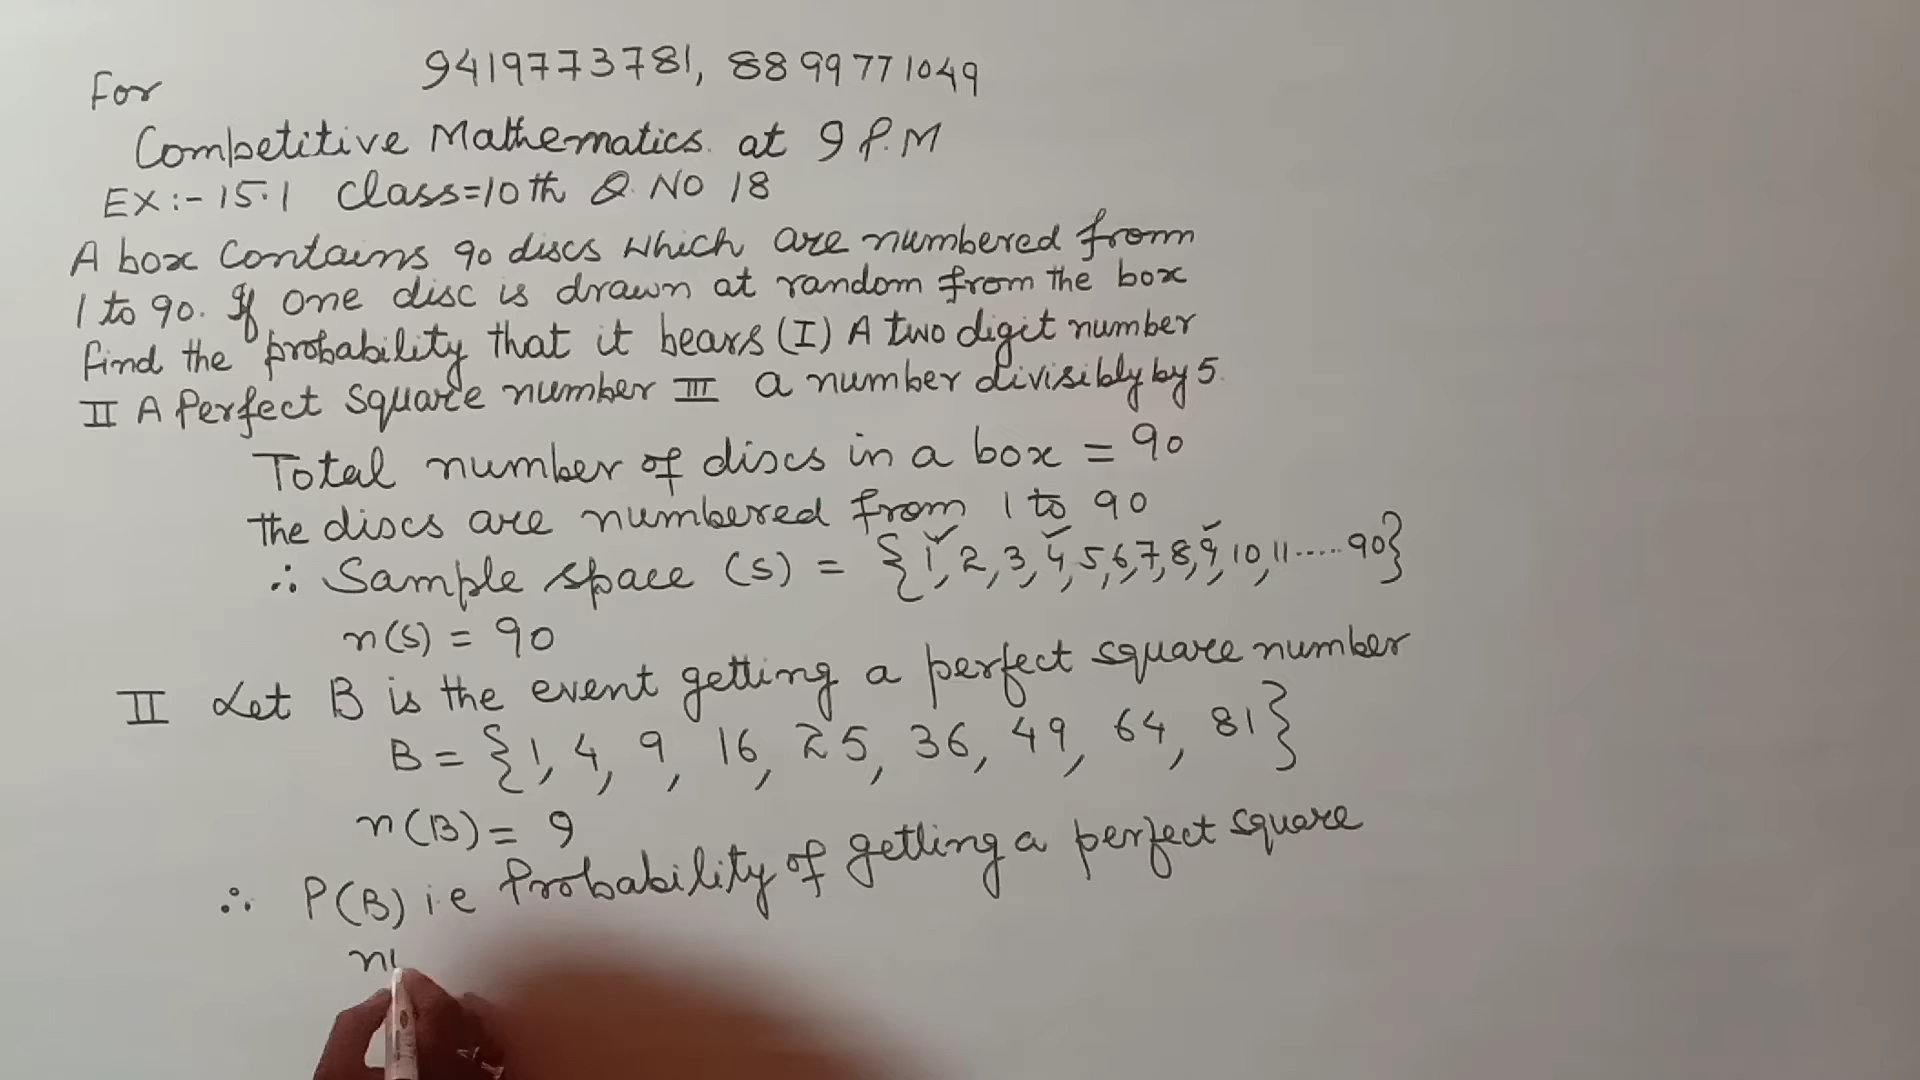 9419773781, 8899771049
For
Competitive Mathematics. at 9 P.M
EX:-15.1 Class=10th Q. NO 18
A box Contains 90 discs which are numbered from
1 to 90. If one disc is drawn at random from the box
find the probability that it bears (I) A two digit number
II A Perfect Square number III a number divisibly by 5.
Total number of discs in a box = 90
the discs are numbered from 1 to 90
∴ Sample space (S) = {1, 2, 3, 4, 5, 6, 7, 8, 9, 10, 11.....90}
n(S) = 90
II Let B is the event getting a perfect square number
B = {1, 4, 9, 16, 25, 36, 49, 64, 81}
n(B) = 9
∴ P(B) i.e Probability of getting a perfect square
n(